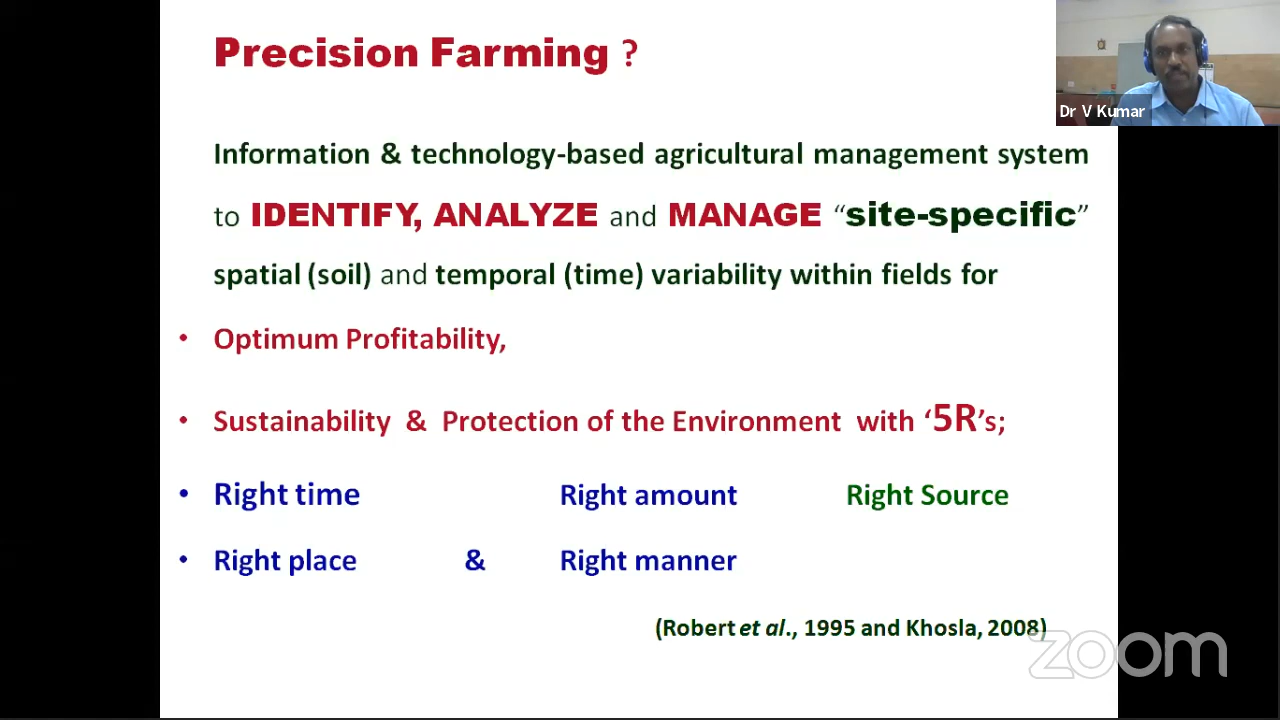 Precision Farming ?
Dr V Kumar
Information & technology-based agricultural management system
to IDENTIFY, ANALYZE and MANAGE “site-specific”
spatial (soil) and temporal (time) variability within fields for
• Optimum Profitability,
• Sustainability & Protection of the Environment with ‘5R’s;
• Right time Right amount Right Source
• Right place & Right manner
(Robert et al., 1995 and Khosla, 2008)
zoom